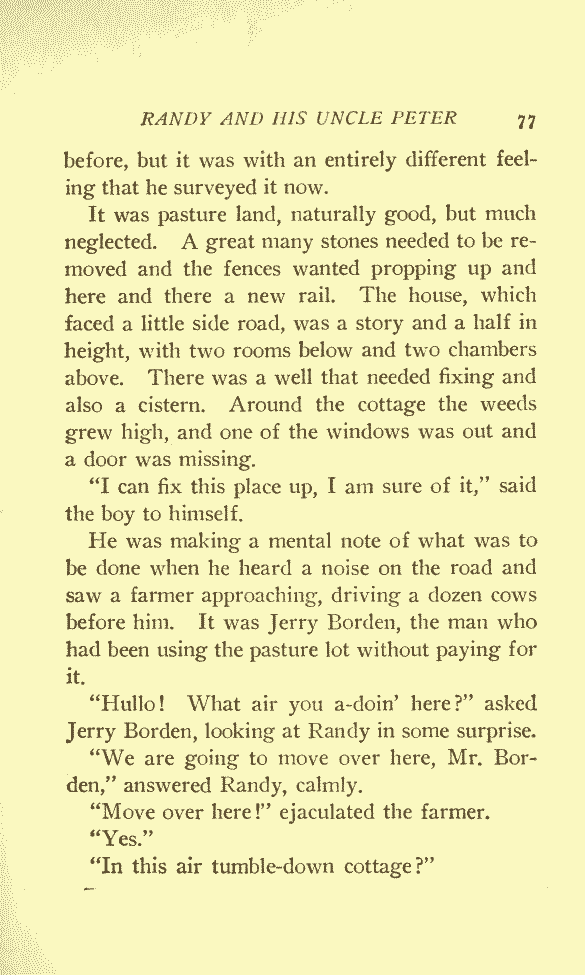 RANDY AND HIS UNCLE PETER 77
before, but it was with an entirely different feel-
ing that he surveyed it now.
It was pasture land, naturally good, but much
neglected. A great many stones needed to be re-
moved and the fences wanted propping up and
here and there a new rail. The house, which
faced a little side road, was a story and a half in
height, with two rooms below and two chambers
above. There was a well that needed fixing and
also a cistern. Around the cottage the weeds
grew high, and one of the windows was out and
a door was missing.
“I can fix this place up, I am sure of it,” said
the boy to himself.
He was making a mental note of what was to
be done when he heard a noise on the road and
saw a farmer approaching, driving a dozen cows
before him. It was Jerry Borden, the man who
had been using the pasture lot without paying for
it.
“Hullo! What air you a-doin’ here?” asked
Jerry Borden, looking at Randy in some surprise.
“We are going to move over here, Mr. Bor-
den,” answered Randy, calmly.
“Move over here!” ejaculated the farmer.
“Yes.”
“In this air tumble-down cottage?”